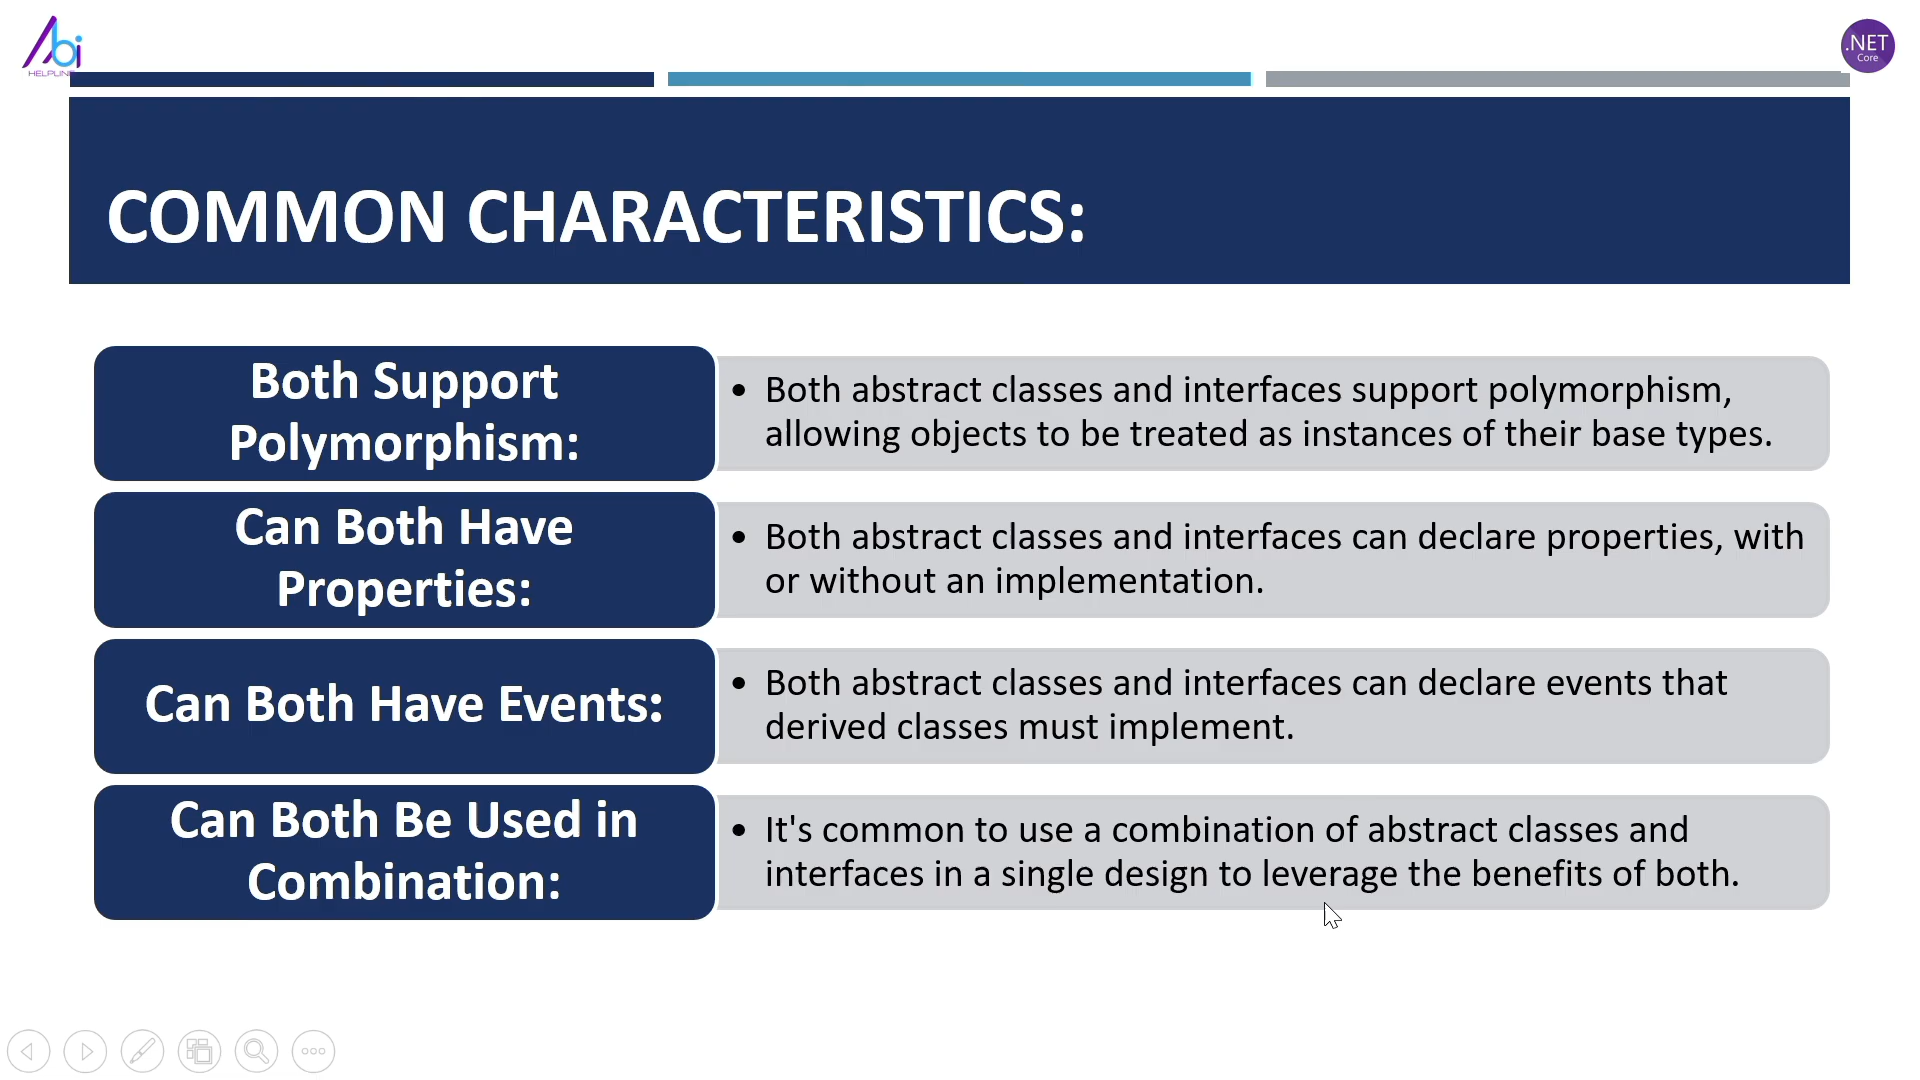 Abi
HELPLINE
.NET
Core
COMMON CHARACTERISTICS:
Both Support
Polymorphism:
• Both abstract classes and interfaces support polymorphism,
allowing objects to be treated as instances of their base types.
Can Both Have
Properties:
• Both abstract classes and interfaces can declare properties, with
or without an implementation.
Can Both Have Events:
• Both abstract classes and interfaces can declare events that
derived classes must implement.
Can Both Be Used in
Combination:
• It's common to use a combination of abstract classes and
interfaces in a single design to leverage the benefits of both.